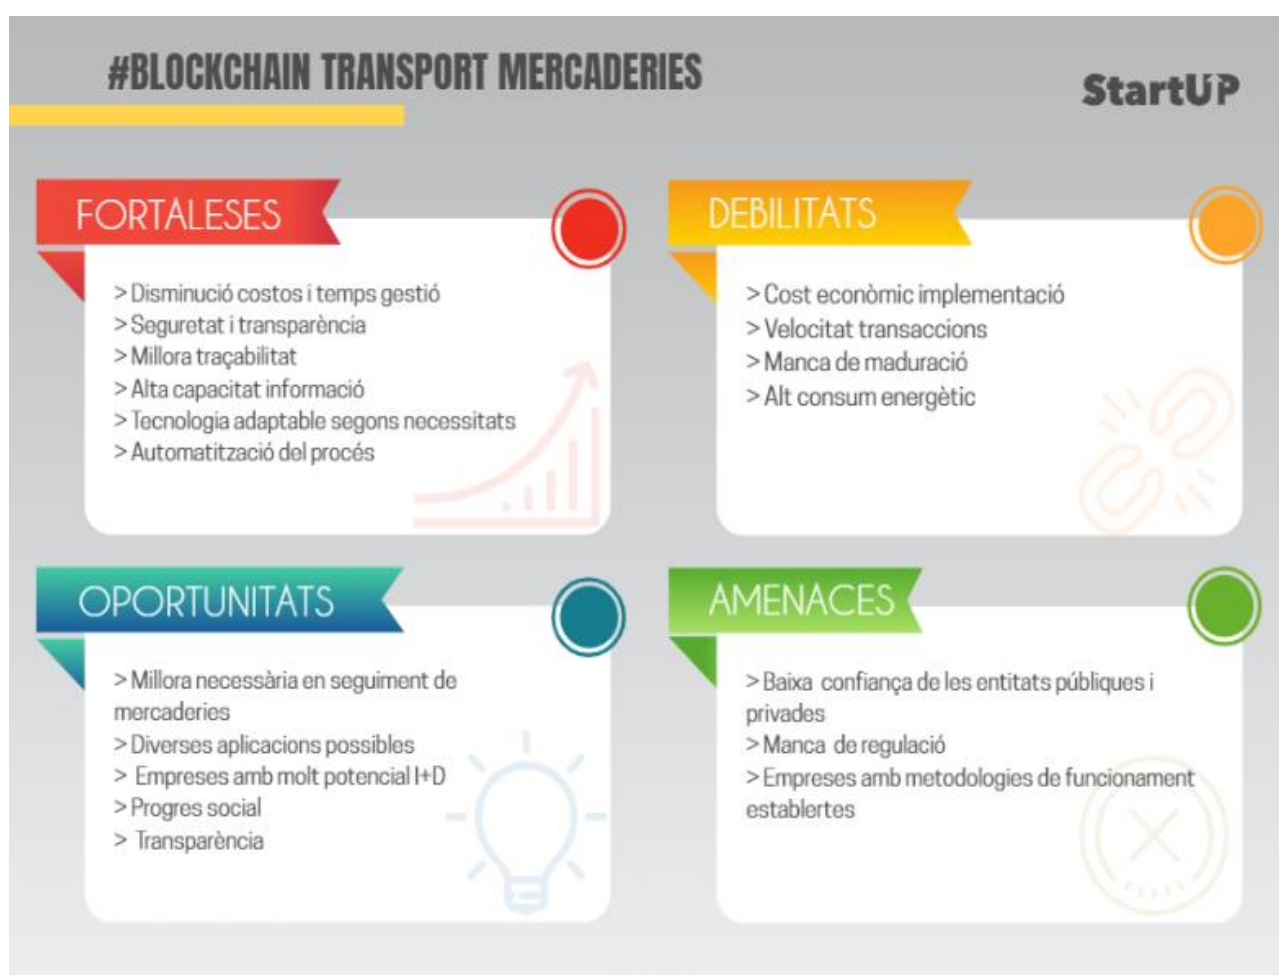 #BLOCKCHAIN TRANSPORT MERCADERIES
StartUP
FORTALESES
> Disminució costos i temps gestió
> Seguretat i transparència
> Millora traçabilitat
> Alta capacitat informació
> Tecnologia adaptable segons necessitats
> Automatització del procés
DEBILITATS
> Cost econòmic implementació
> Velocitat transaccions
> Manca de maduració
> Alt consum energètic
OPORTUNITATS
> Millora necessària en seguiment de
mercaderies
> Diverses aplicacions possibles
> Empreses amb molt potencial I+D
> Progres social
> Transparència
AMENACES
> Baixa confiança de les entitats públiques i
privades
> Manca de regulació
> Empreses amb metodologies de funcionament
establertes